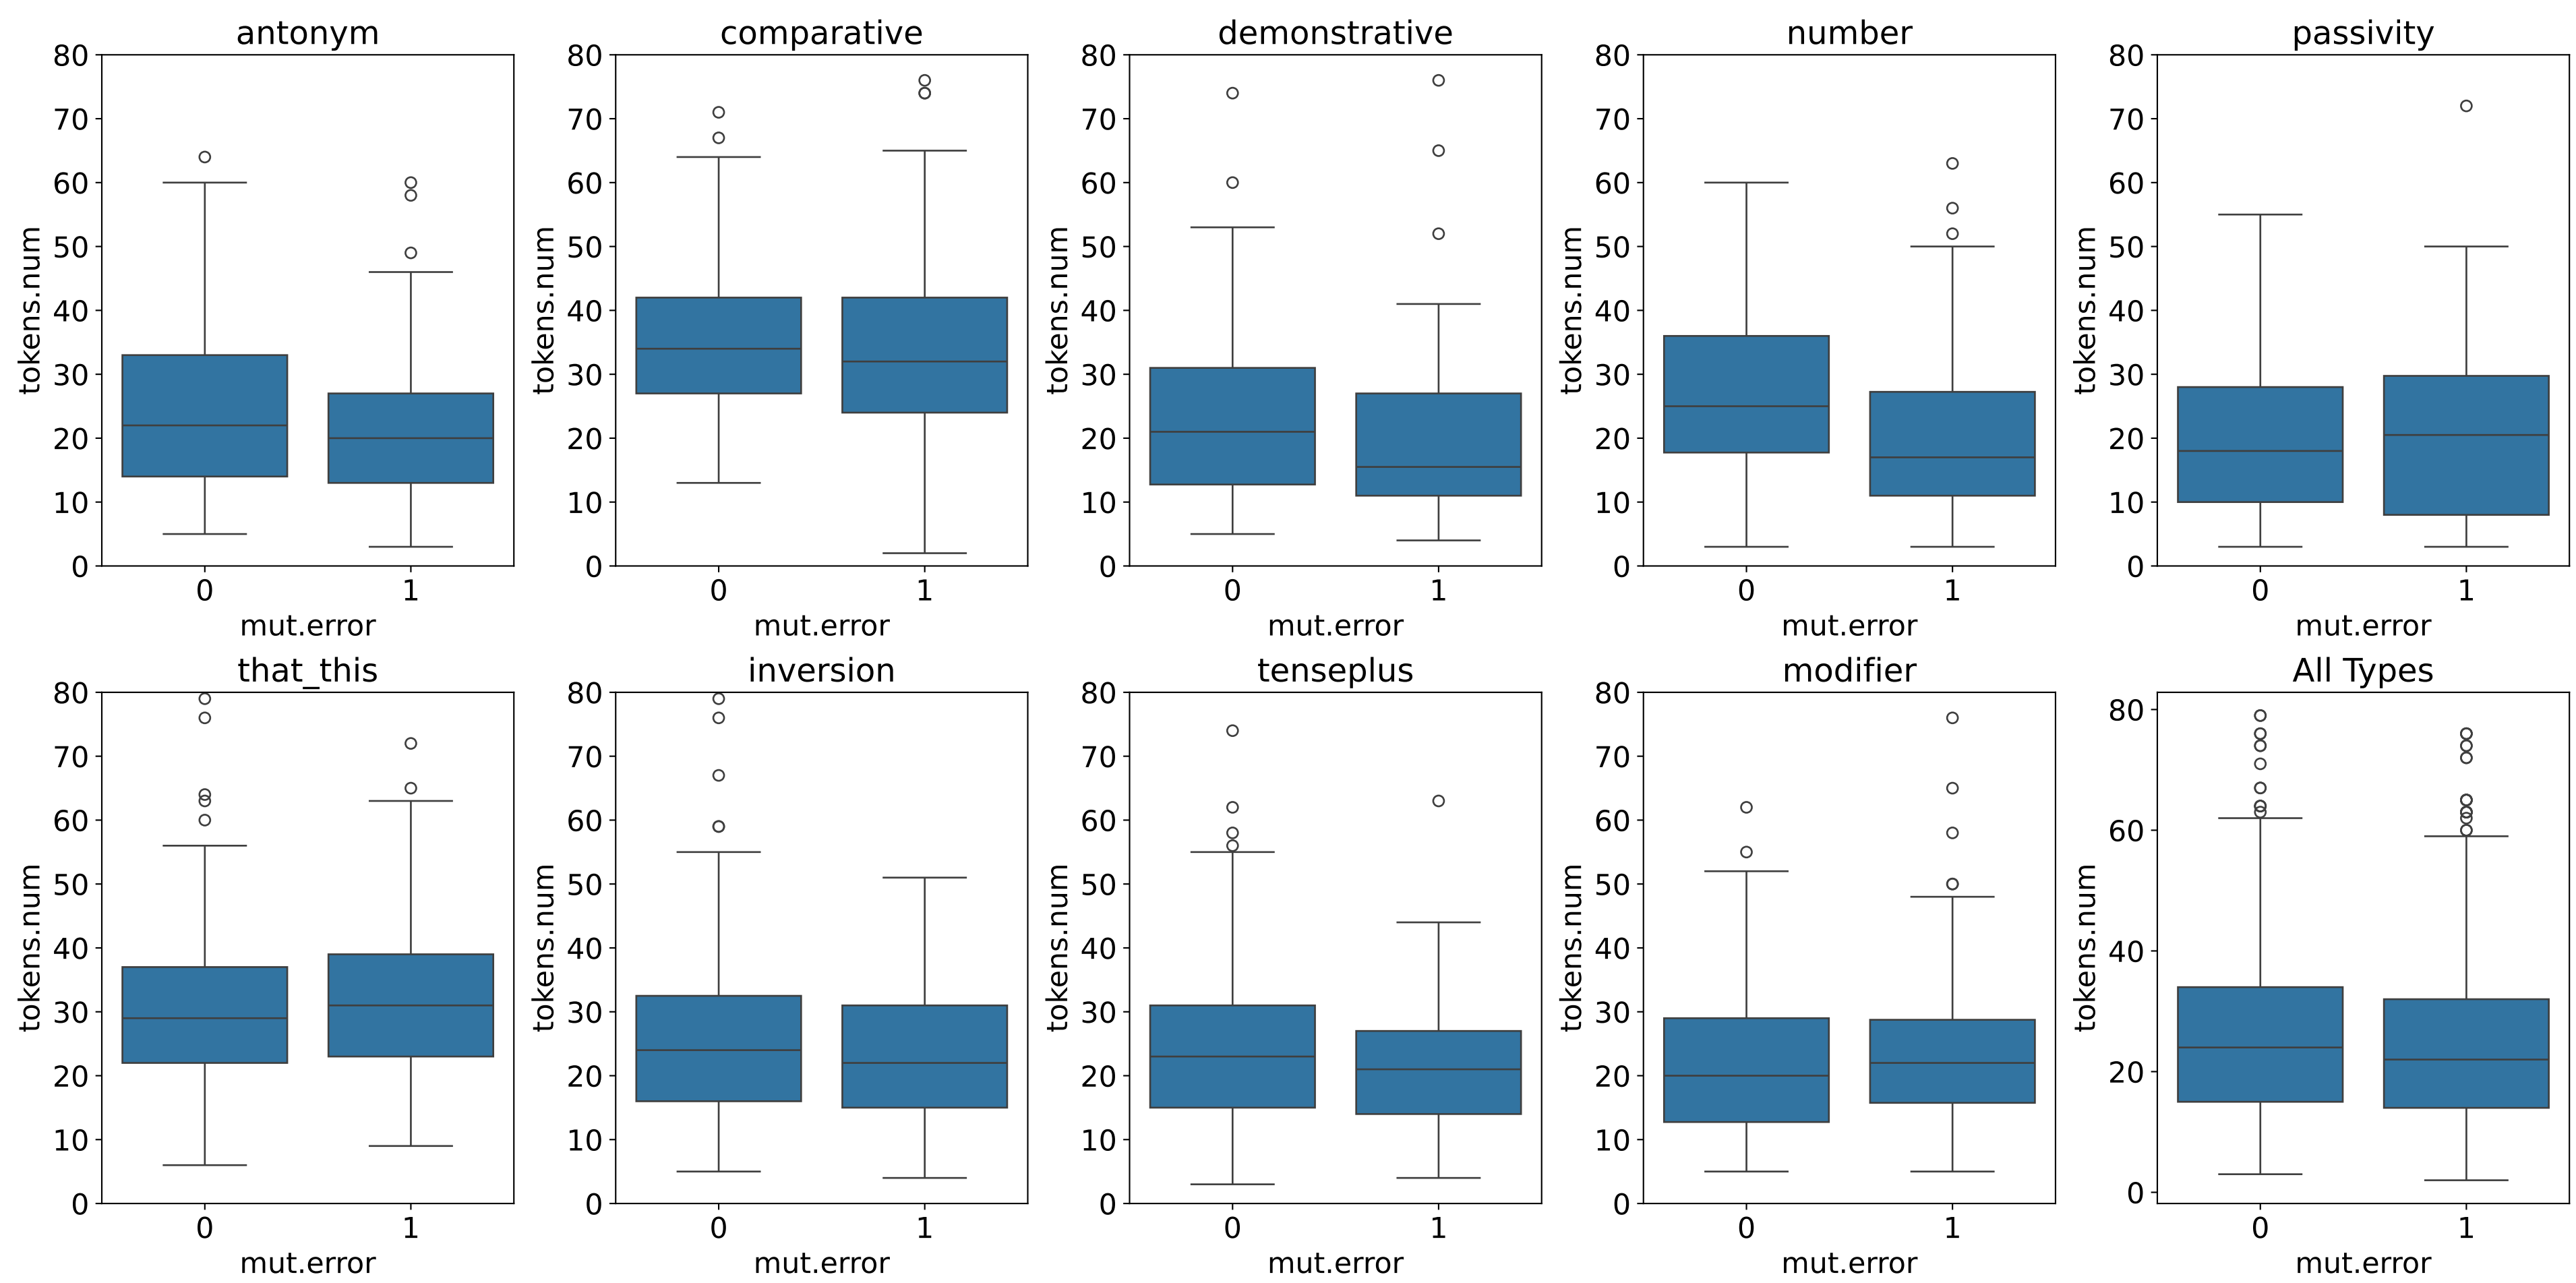 antonym comparative demonstrative number passivity
80 80 80 80 80
70 70 70 70 70
60 60 60 60 60
50 50 50 50 50
40 40 40 40 40
30 30 30 30 30
20 20 20 20 20
10 10 10 10 10
0 0 0 0 0
tokens.num tokens.num tokens.num tokens.num tokens.num
0 1 0 1 0 1 0 1 0 1
mut.error mut.error mut.error mut.error mut.error
that_this inversion tenseplus modifier All Types
80 80 80 80 80
70 70 70 70
60 60 60 60 60
50 50 50 50
40 40 40 40 40
30 30 30 30
20 20 20 20 20
10 10 10 10
0 0 0 0 0
tokens.num tokens.num tokens.num tokens.num tokens.num
0 1 0 1 0 1 0 1 0 1
mut.error mut.error mut.error mut.error mut.error